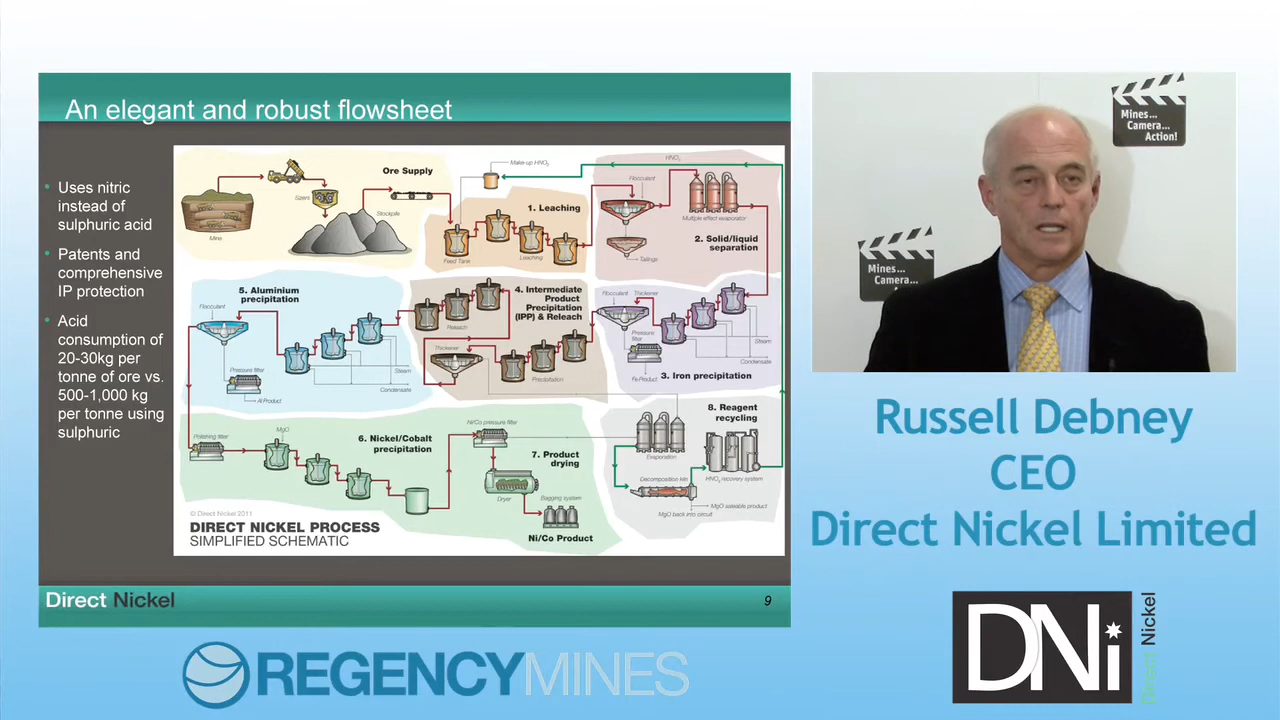 An elegant and robust flowsheet
Uses nitric
instead of
sulphuric acid
Patents and
comprehensive
IP protection
Acid
consumption of
20-30kg per
tonne of ore vs.
500-1,000 kg
per tonne using
sulphuric
Ore Supply
Mine
Sizers
Stockpile
Make-up HNO3
HNO3
1. Leaching
Feed Tank
Leaching
Flocculant
Multiple effect evaporator
Tailings
2. Solid/liquid
separation
5. Aluminium
precipitation
Flocculant
Pressure filter
Al Product
Steam
Condensate
4. Intermediate
Product
Precipitation
(IPP) & Releach
Releach
Thickener
Precipitation
Flocculant
Thickener
Pressure
filter
Fe Product
Steam
Condensate
3. Iron precipitation
Polishing filter
MgO
6. Nickel/Cobalt
precipitation
Ni/Co pressure filter
7. Product
drying
Dryer
Bagging system
Ni/Co Product
8. Reagent
recycling
Evaporation
Decomposition kiln
HNO3 recovery system
MgO saleable product
MgO back into circuit
© Direct Nickel 2011
DIRECT NICKEL PROCESS
SIMPLIFIED SCHEMATIC
Direct Nickel
9
Mines...
Camera...
Action!
Mines...
Camera...
Russell Debney
CEO
Direct Nickel Limited
REGENCYMINES
DNi
Direct Nickel